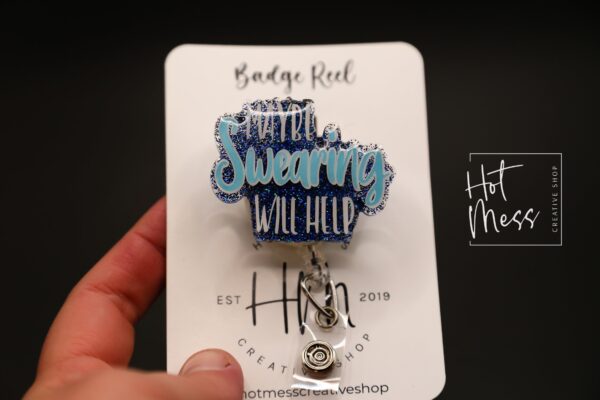 Badge Reel
MAYBE
Swearing
WILL HELP
EST Hm 2019
CREATIVE SHOP
hotmesscreativeshop
Hot
Mess
CREATIVE SHOP